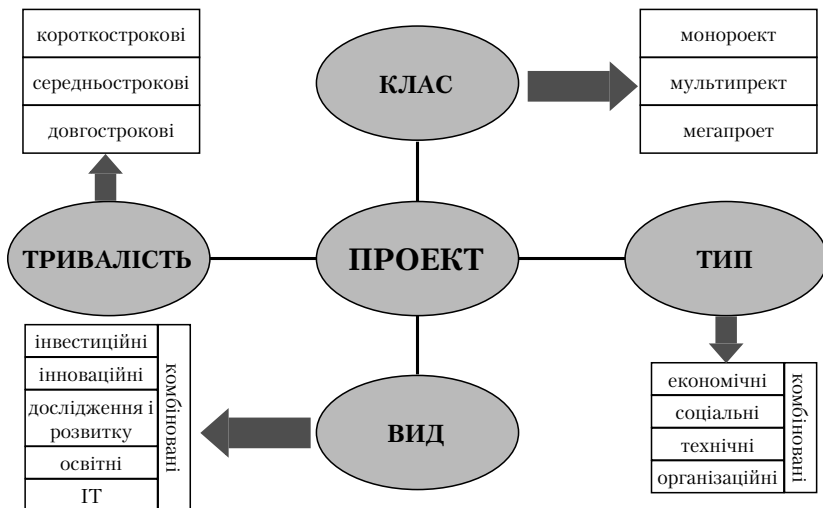 короткострокові
середньострокові
довгострокові
КЛАС
монороект
мультипрект
мегапроет
ТРИВАЛІСТЬ
ПРОЕКТ
ТИП
інвестиційні
інноваційні
дослідження і
розвитку
освітні
ІТ
комбіновані
ВИД
економічні
соціальні
технічні
організаційні
комбіновані